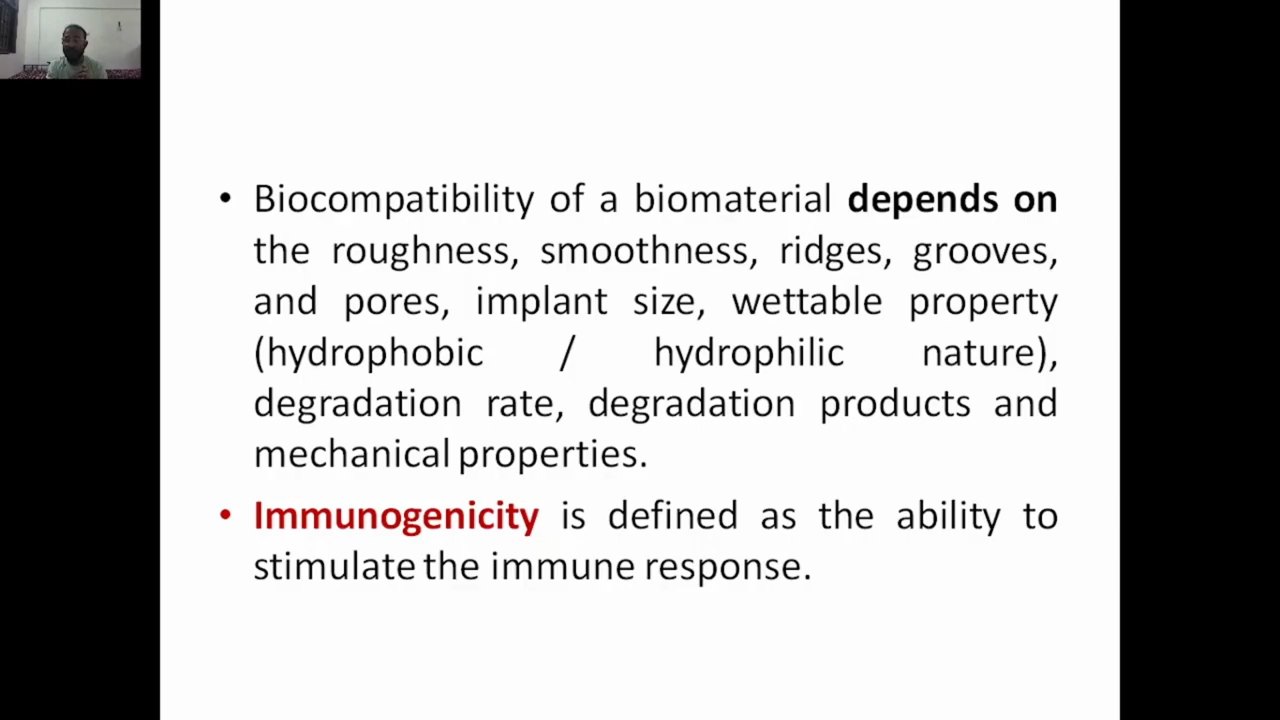 • Biocompatibility of a biomaterial depends on
the roughness, smoothness, ridges, grooves,
and pores, implant size, wettable property
(hydrophobic / hydrophilic nature),
degradation rate, degradation products and
mechanical properties.
• Immunogenicity is defined as the ability to
stimulate the immune response.